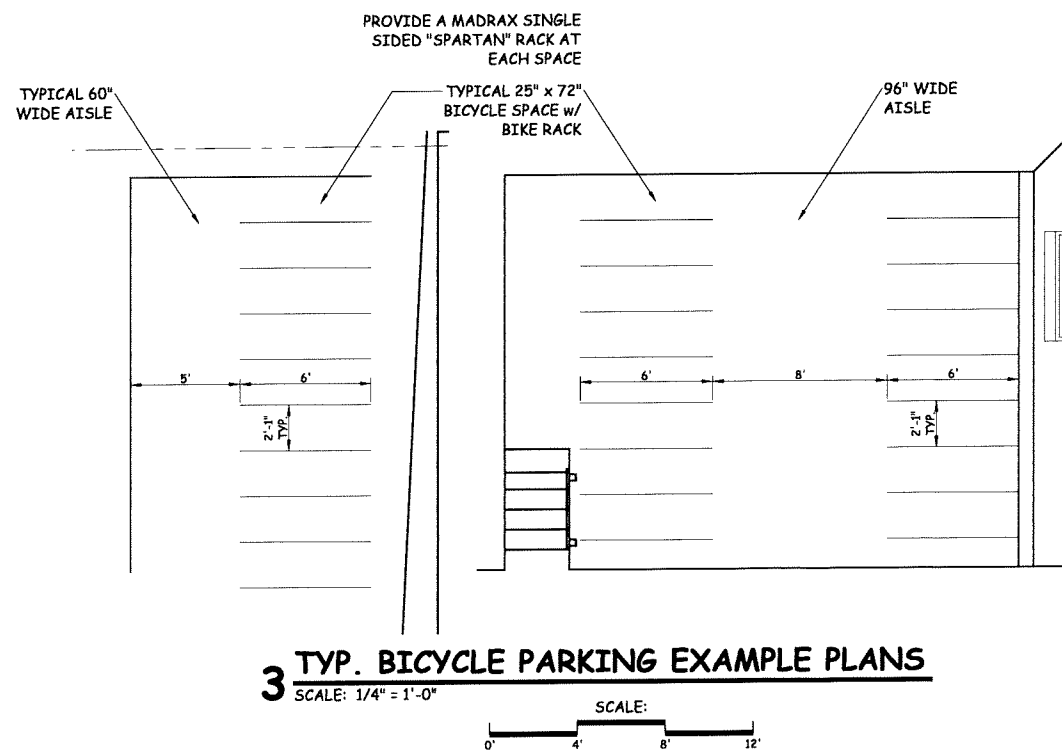 PROVIDE A MADRAX SINGLE
SIDED "SPARTAN" RACK AT
EACH SPACE
TYPICAL 60"
WIDE AISLE
TYPICAL 25" x 72"
BICYCLE SPACE w/
BIKE RACK
96" WIDE
AISLE
5'
6'
2'-1"
TYP.
6'
8'
6'
2'-1"
TYP.
3 TYP. BICYCLE PARKING EXAMPLE PLANS
SCALE: 1/4" = 1'-0"
SCALE:
0' 4' 8' 12'